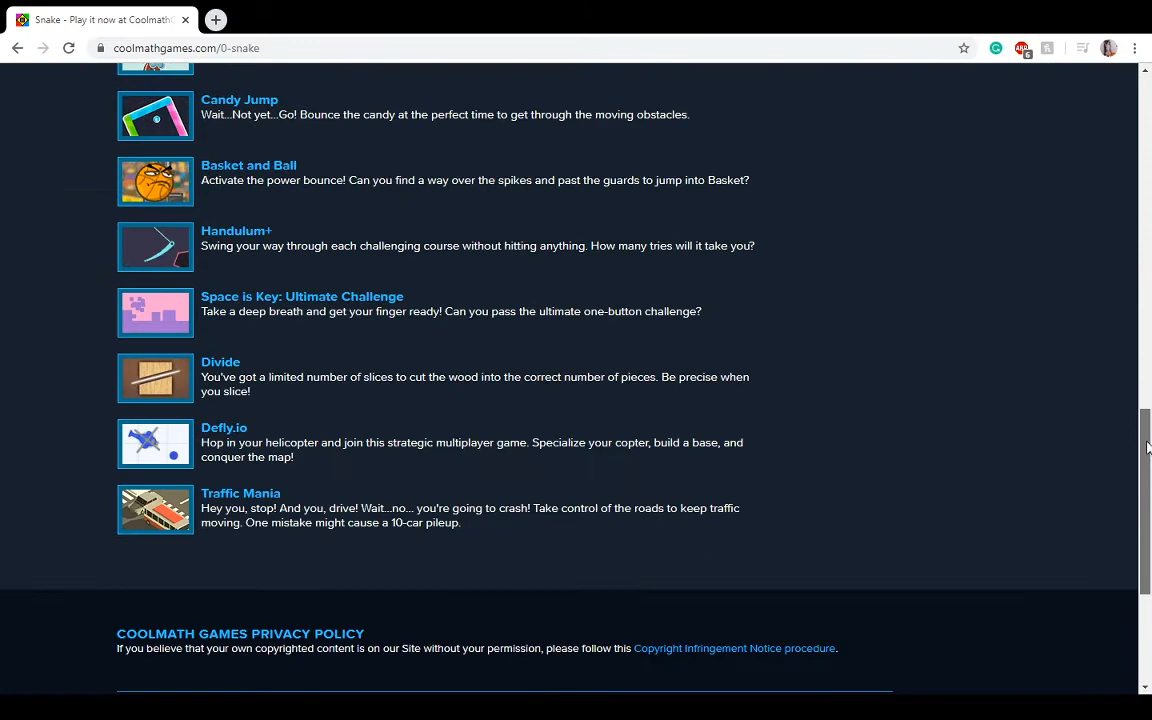 Snake - Play it now at CoolmathG
coolmathgames.com/0-snake
ABP
6
Candy Jump
Wait...Not yet...Go! Bounce the candy at the perfect time to get through the moving obstacles.
Basket and Ball
Activate the power bounce! Can you find a way over the spikes and past the guards to jump into Basket?
Handulum+
Swing your way through each challenging course without hitting anything. How many tries will it take you?
Space is Key: Ultimate Challenge
Take a deep breath and get your finger ready! Can you pass the ultimate one-button challenge?
Divide
You've got a limited number of slices to cut the wood into the correct number of pieces. Be precise when
you slice!
Defly.io
Hop in your helicopter and join this strategic multiplayer game. Specialize your copter, build a base, and
conquer the map!
Traffic Mania
Hey you, stop! And you, drive! Wait...no... you're going to crash! Take control of the roads to keep traffic
moving. One mistake might cause a 10-car pileup.
COOLMATH GAMES PRIVACY POLICY
If you believe that your own copyrighted content is on our Site without your permission, please follow this Copyright Infringement Notice procedure.